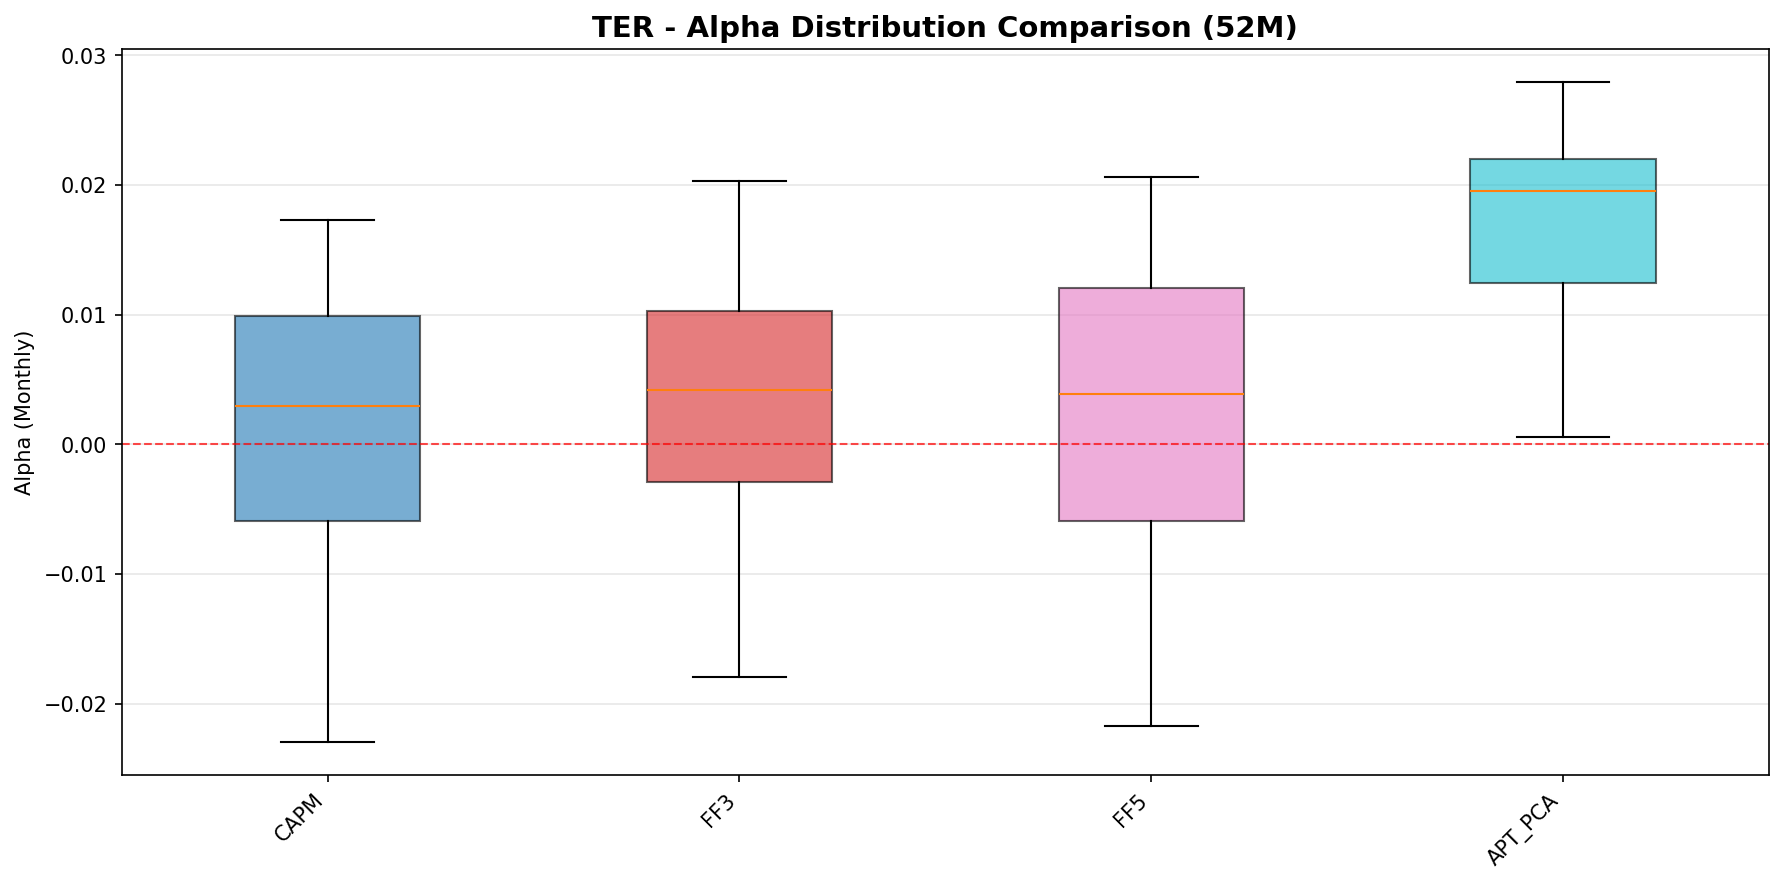 TER - Alpha Distribution Comparison (52M)
Alpha (Monthly)
0.03
0.02
0.01
0.00
−0.01
−0.02
CAPM
FF3
FF5
APT_PCA